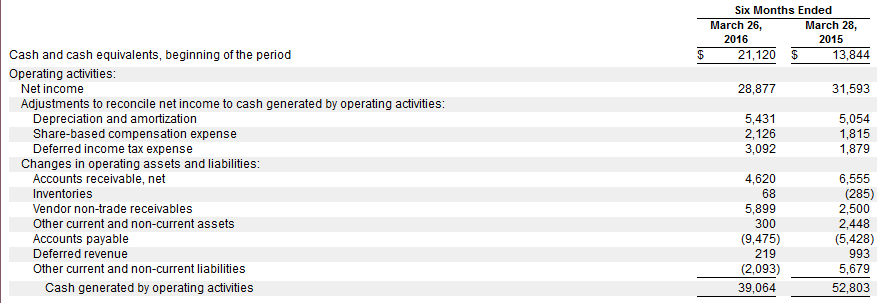 Six Months Ended
March 26, March 28,
2016 2015
Cash and cash equivalents, beginning of the period $ 21,120 $ 13,844
Operating activities:
Net income 28,877 31,593
Adjustments to reconcile net income to cash generated by operating activities:
Depreciation and amortization 5,431 5,054
Share-based compensation expense 2,126 1,815
Deferred income tax expense 3,092 1,879
Changes in operating assets and liabilities:
Accounts receivable, net 4,620 6,555
Inventories 68 (285)
Vendor non-trade receivables 5,899 2,500
Other current and non-current assets 300 2,448
Accounts payable (9,475) (5,428)
Deferred revenue 219 993
Other current and non-current liabilities (2,093) 5,679
Cash generated by operating activities 39,064 52,803